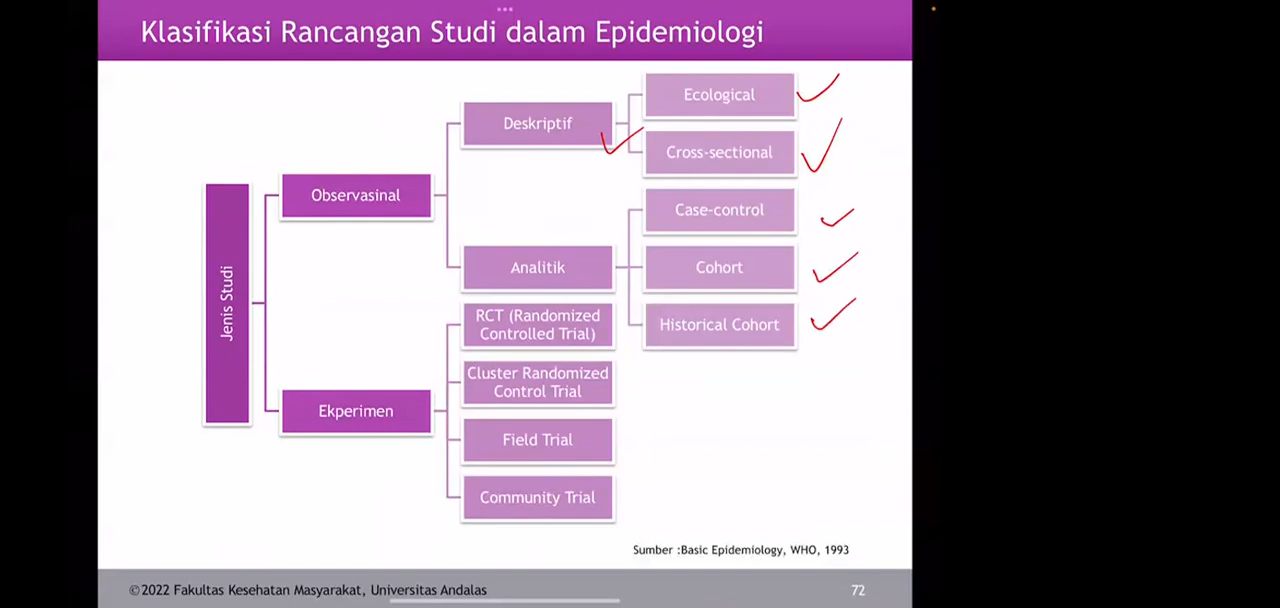 Klasifikasi Rancangan Studi dalam Epidemiologi
Jenis Studi
Observasinal
Deskriptif
Ecological
Cross-sectional
Analitik
Case-control
Cohort
Historical Cohort
Ekperimen
RCT (Randomized
Controlled Trial)
Cluster Randomized
Control Trial
Field Trial
Community Trial
Sumber :Basic Epidemiology, WHO, 1993
©2022 Fakultas Kesehatan Masyarakat, Universitas Andalas
72